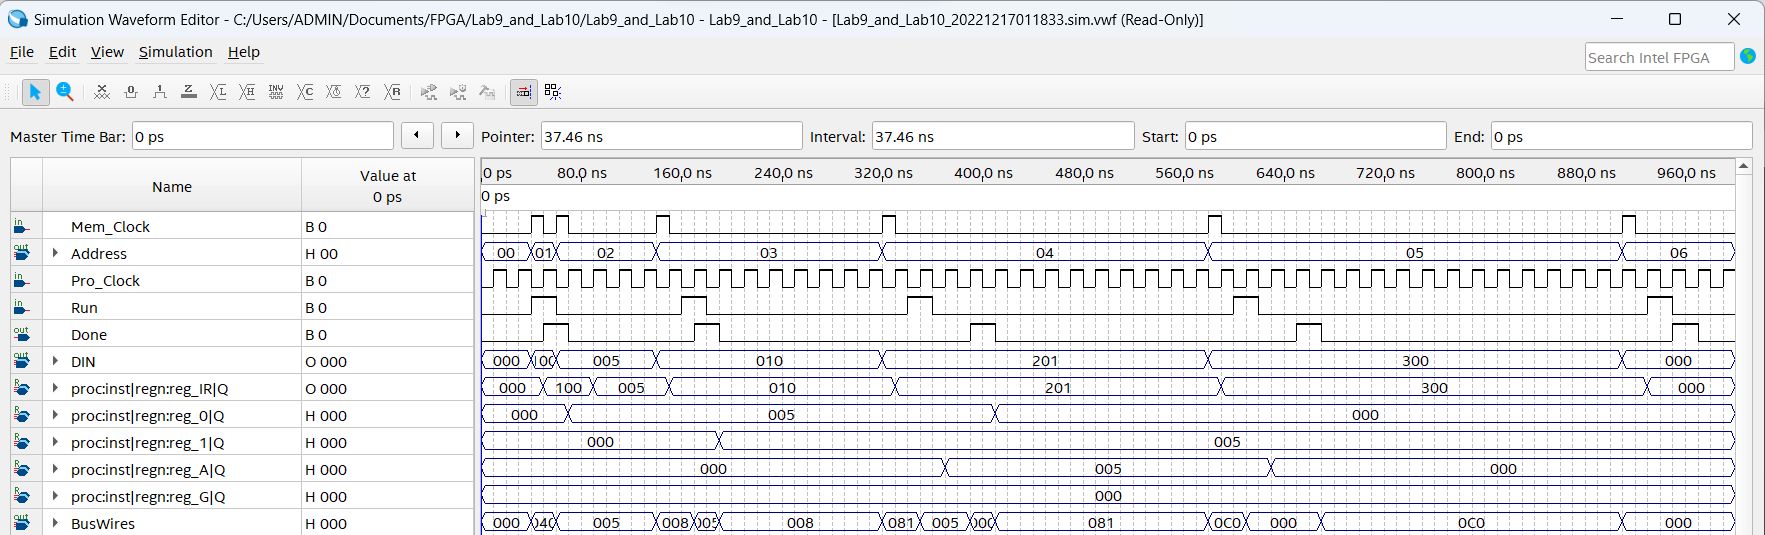 Simulation Waveform Editor - C:/Users/ADMIN/Documents/FPGA/Lab9_and_Lab10/Lab9_and_Lab10 - Lab9_and_Lab10 - [Lab9_and_Lab10_20221217011833.sim.vwf (Read-Only)]
File Edit View Simulation Help Search Intel FPGA
Master Time Bar: 0 ps Pointer: 37.46 ns Interval: 37.46 ns Start: 0 ps End: 0 ps
Name Value at 0 ps 0 ps 80.0 ns 160.0 ns 240.0 ns 320.0 ns 400.0 ns 480.0 ns 560.0 ns 640.0 ns 720.0 ns 800.0 ns 880.0 ns 960.0 ns
0 ps
in Mem_Clock B 0
out Address H 00 00 01 02 03 04 05 06
in Pro_Clock B 0
in Run B 0
out Done B 0
out DIN O 000 000 005 010 201 300 000
R proc:inst|regn:reg_IR|Q O 000 000 100 005 010 201 300 000
R proc:inst|regn:reg_0|Q H 000 000 005 000
R proc:inst|regn:reg_1|Q H 000 000 005
R proc:inst|regn:reg_A|Q H 000 000 005 000
R proc:inst|regn:reg_G|Q H 000 000
out BusWires H 000 000 005 008 008 081 005 081 0C0 000 0C0 000